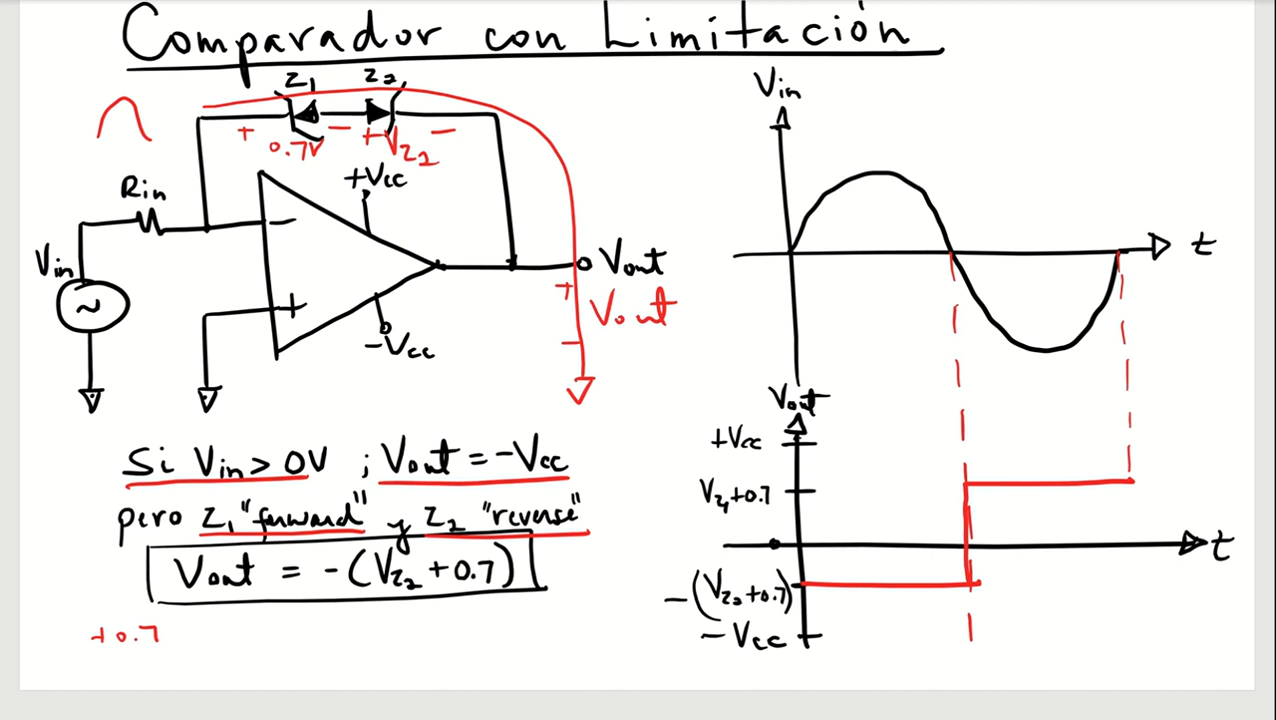 Comparador con Limitación
Z1 Z2
+ - + -
0.7V VZ2
+Vcc
Rin
-
Vin
~
+
-Vcc
Vout
+
Vout
-
Si Vin > 0V ; Vout = -Vcc
pero Z1 "forward" y Z2 "reverse"
Vout = -(VZ2 + 0.7)
+0.7
Vin
t
Vout
+Vcc
VZ1+0.7
t
-(VZ2+0.7)
-Vcc